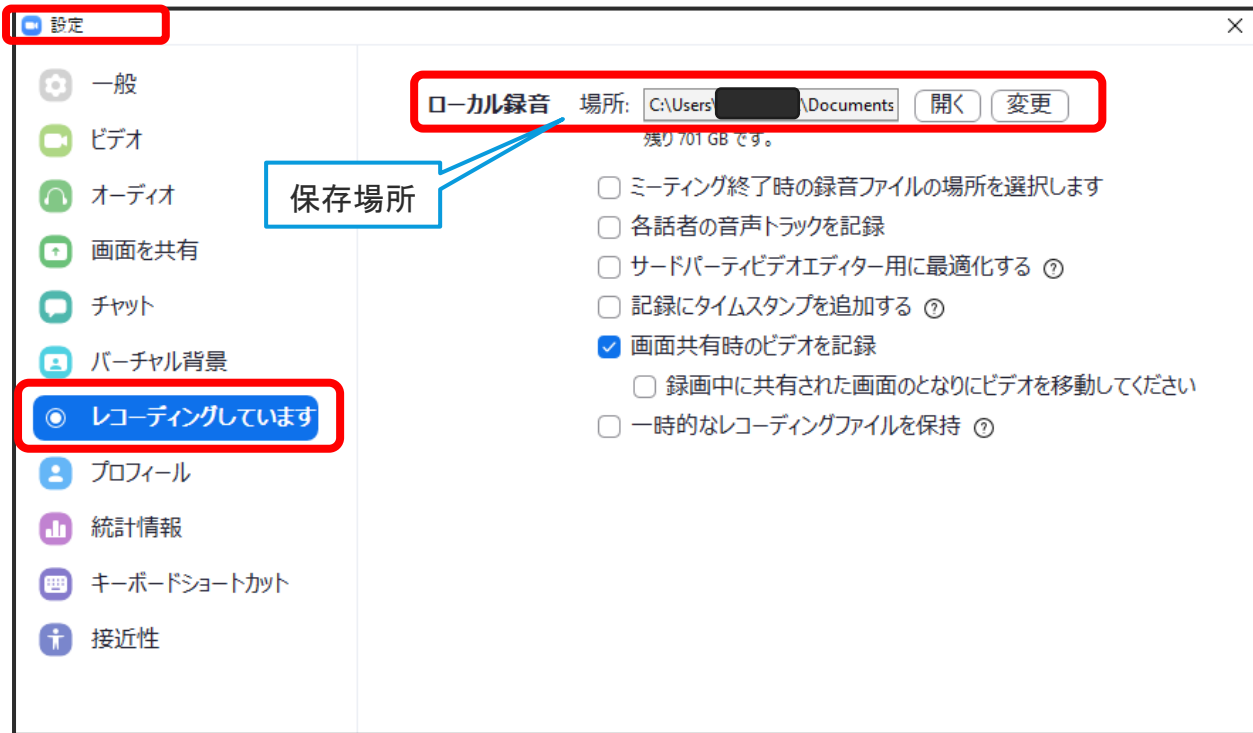 設定
一般
ビデオ
オーディオ
画面を共有
チャット
バーチャル背景
レコーディングしています
プロフィール
統計情報
キーボードショートカット
接近性
ローカル録音 場所: C:\Users\ \Documents 開く 変更
残り 701 GB です。
保存場所
ミーティング終了時の録音ファイルの場所を選択します
各話者の音声トラックを記録
サードパーティビデオエディター用に最適化する ?
記録にタイムスタンプを追加する ?
画面共有時のビデオを記録
録画中に共有された画面のとなりにビデオを移動してください
一時的なレコーディングファイルを保持 ?